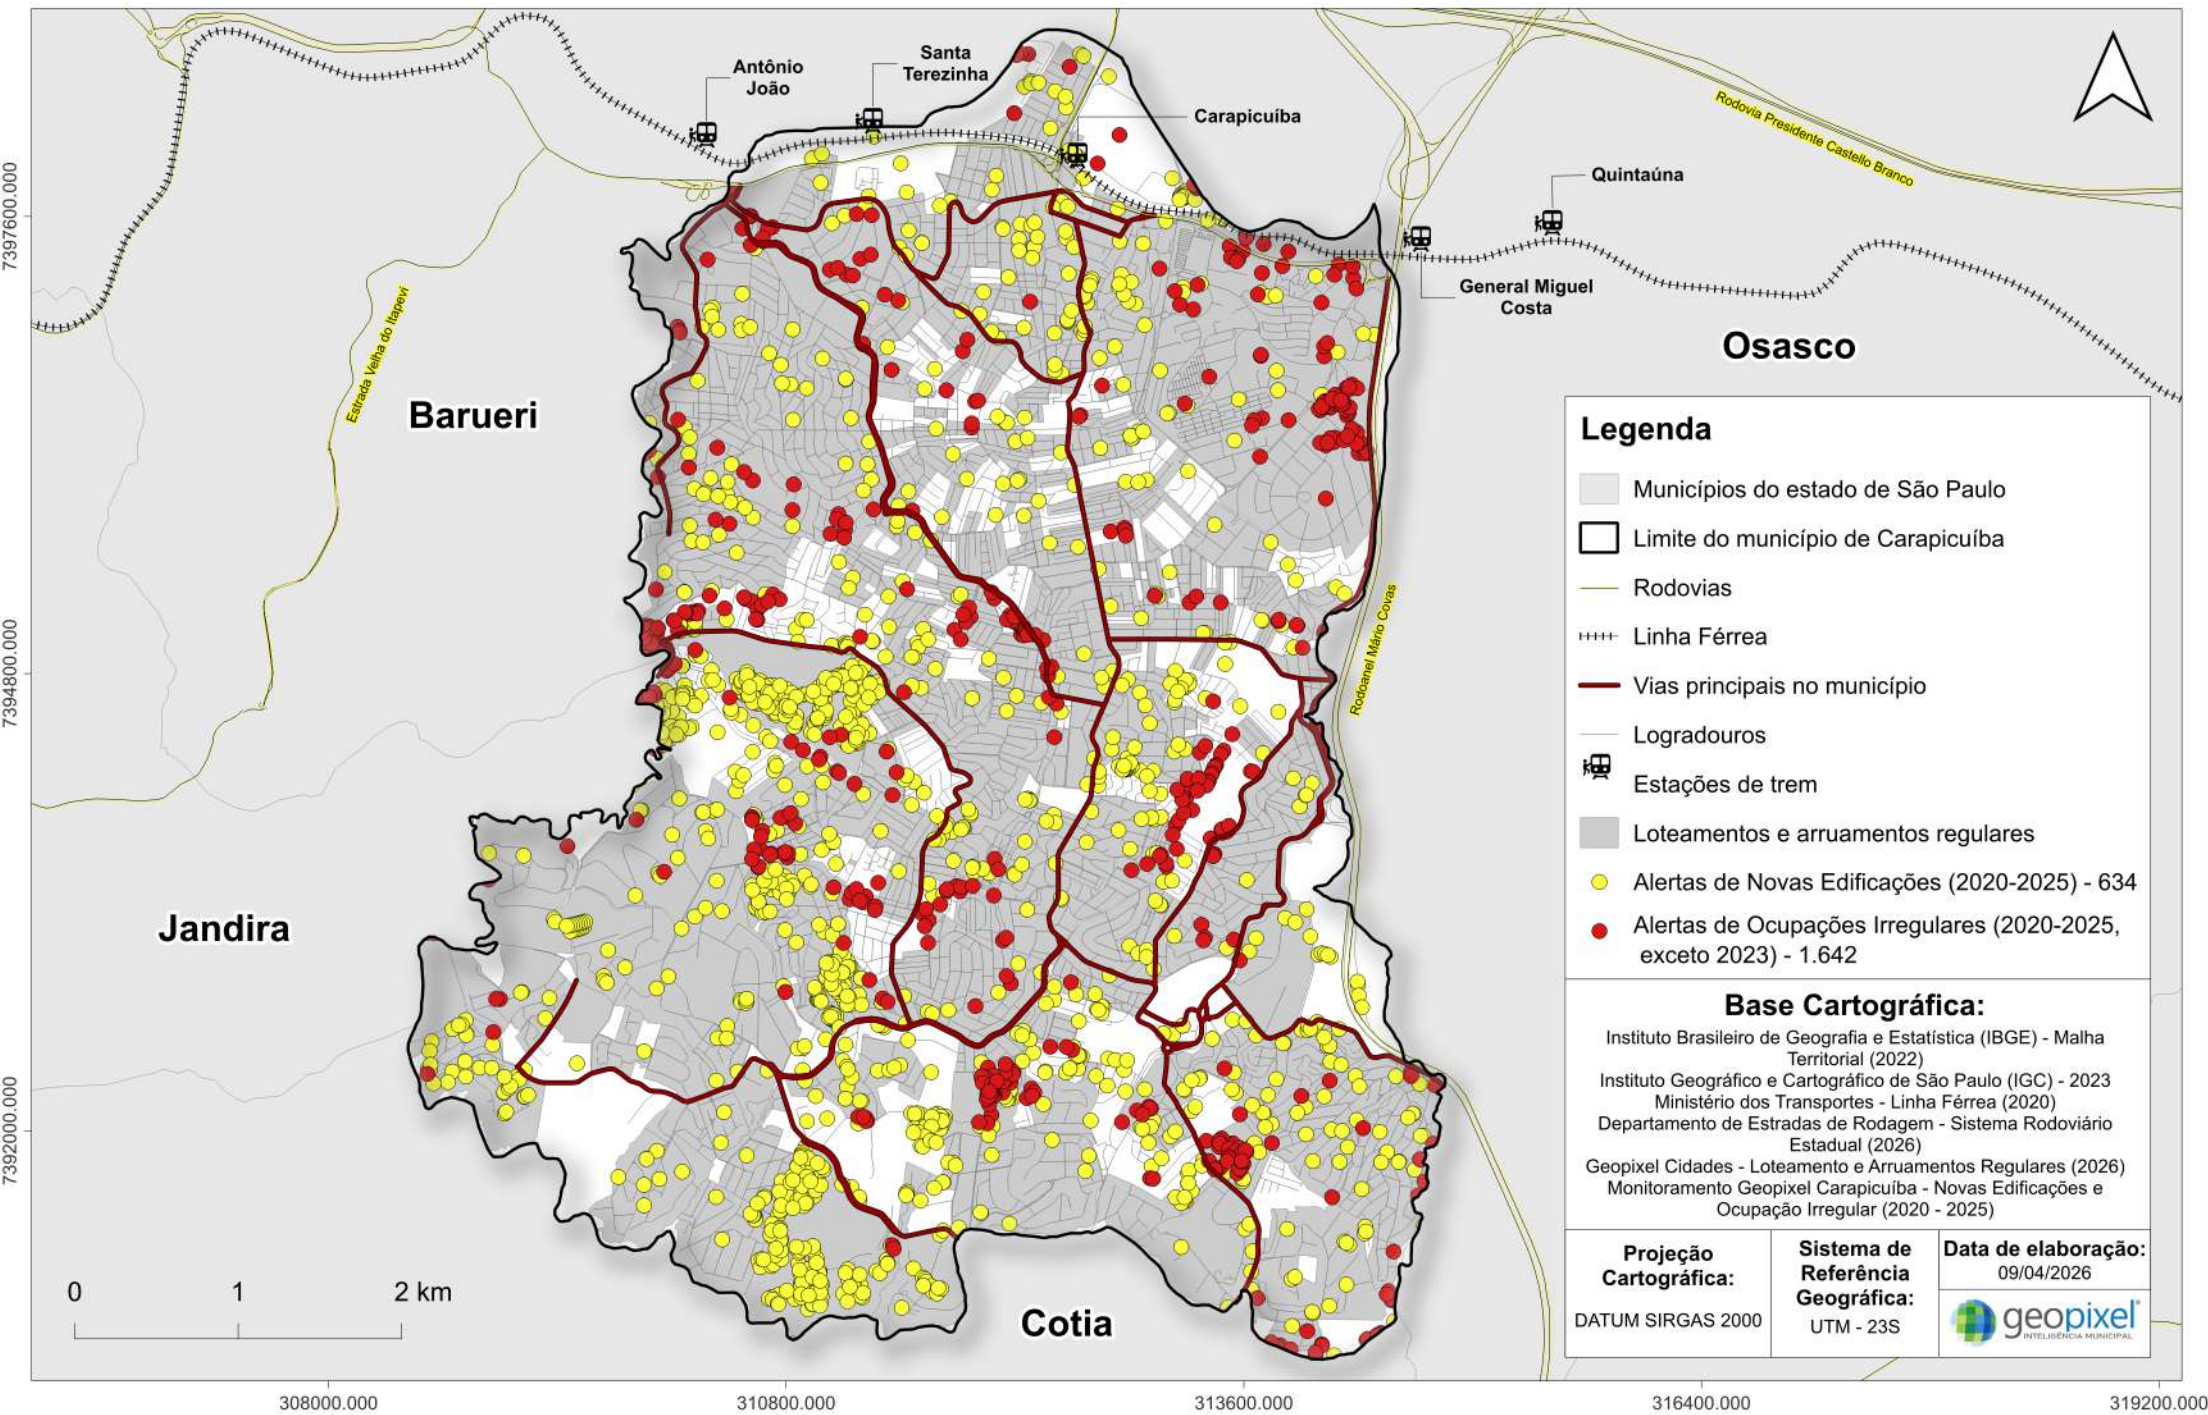 Antônio
João
Santa
Terezinha
Carapicuíba
Rodovia Presidente Castello Branco
Quintaúna
General Miguel
Costa
Osasco
Barueri
Estrada Velha do Itapevi
Rodoanel Mário Covas
Jandira
Cotia
Legenda
Municípios do estado de São Paulo
Limite do município de Carapicuíba
Rodovias
Linha Férrea
Vias principais no município
Logradouros
Estações de trem
Loteamentos e arruamentos regulares
Alertas de Novas Edificações (2020-2025) - 634
Alertas de Ocupações Irregulares (2020-2025,
exceto 2023) - 1.642
Base Cartográfica:
Instituto Brasileiro de Geografia e Estatística (IBGE) - Malha
Territorial (2022)
Instituto Geográfico e Cartográfico de São Paulo (IGC) - 2023
Ministério dos Transportes - Linha Férrea (2020)
Departamento de Estradas de Rodagem - Sistema Rodoviário
Estadual (2026)
Geopixel Cidades - Loteamento e Arruamentos Regulares (2026)
Monitoramento Geopixel Carapicuíba - Novas Edificações e
Ocupação Irregular (2020 - 2025)
Projeção
Cartográfica:
DATUM SIRGAS 2000
Sistema de
Referência
Geográfica:
UTM - 23S
Data de elaboração:
09/04/2026
geopixel
INTELIGÊNCIA MUNICIPAL
0 1 2 km
7397600.000
7394800.000
7392000.000
308000.000 310800.000 313600.000 316400.000 319200.000